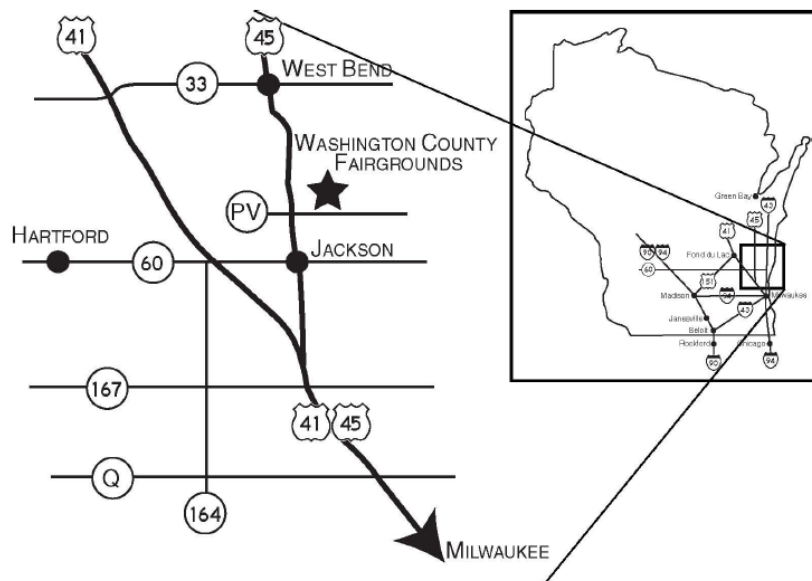 41
45
33
WEST BEND
WASHINGTON COUNTY
FAIRGROUNDS
PV
HARTFORD
60
JACKSON
167
41
45
Q
164
MILWAUKEE
Green Bay
43
45
41
90
94
Fond du Lac
60
151
Madison
94
Milwaukee
43
Janesville
Beloit
Rockford
Chicago
90
94